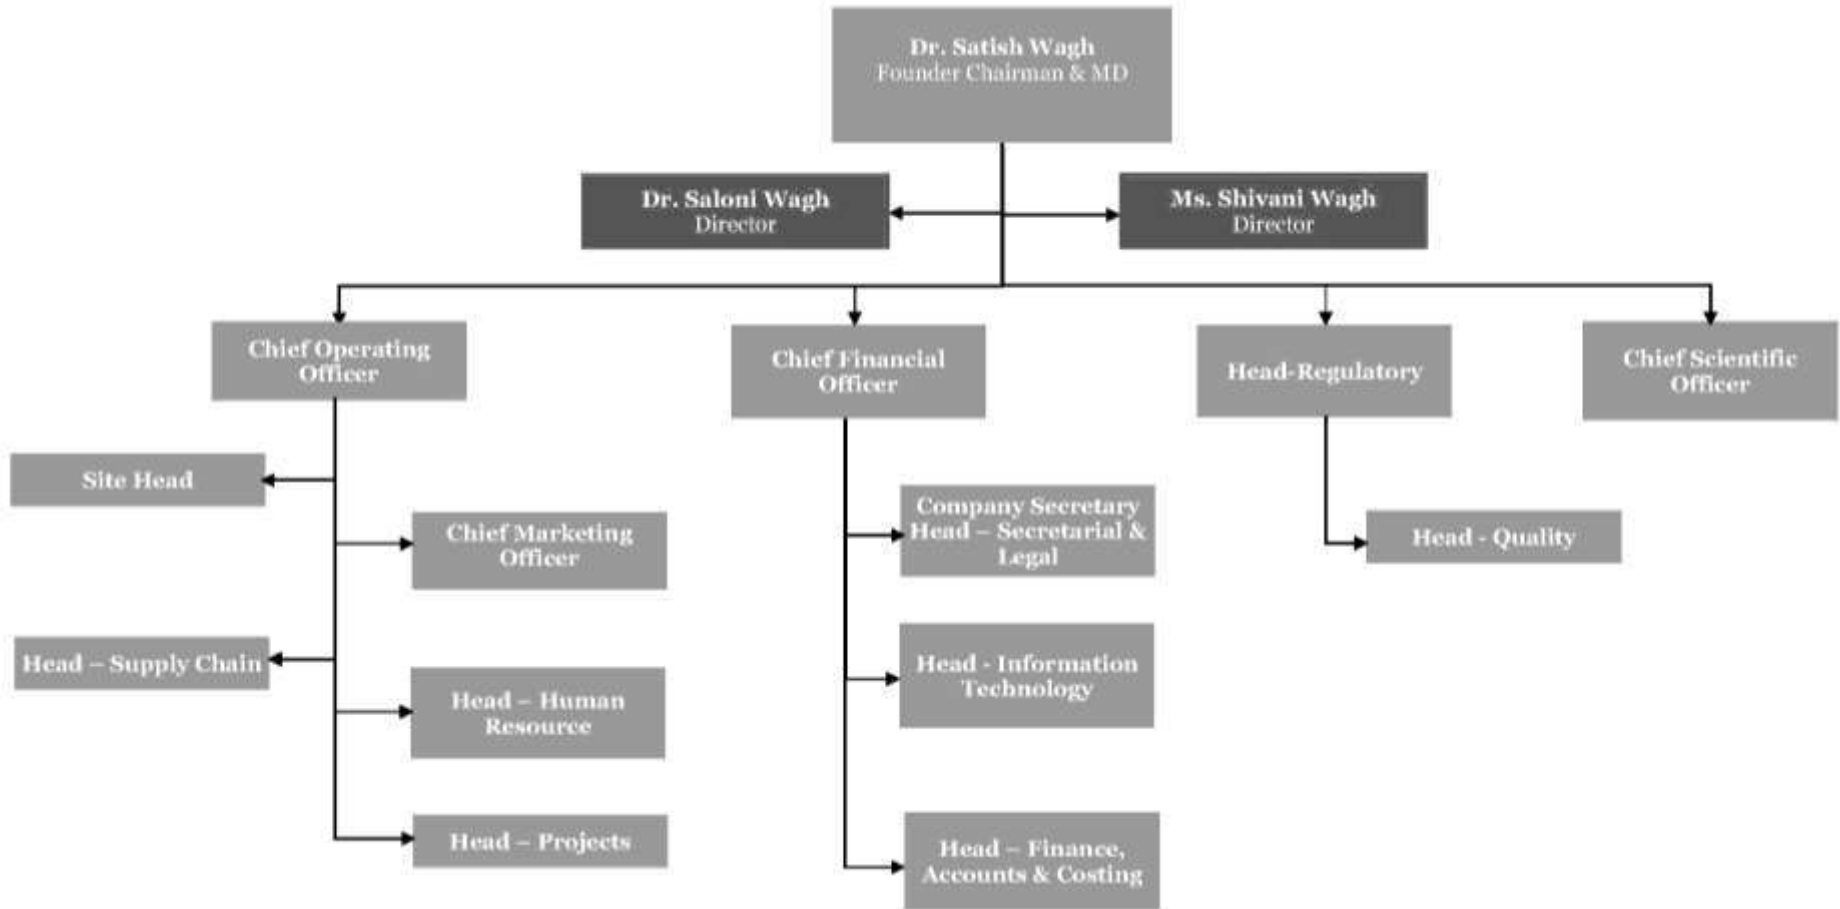 Dr. Satish Wagh
Founder Chairman & MD
Dr. Saloni Wagh
Director
Ms. Shivani Wagh
Director
Chief Operating
Officer
Chief Financial
Officer
Head-Regulatory
Chief Scientific
Officer
Site Head
Chief Marketing
Officer
Head – Supply Chain
Head – Human
Resource
Head – Projects
Company Secretary
Head – Secretarial &
Legal
Head - Information
Technology
Head – Finance,
Accounts & Costing
Head - Quality